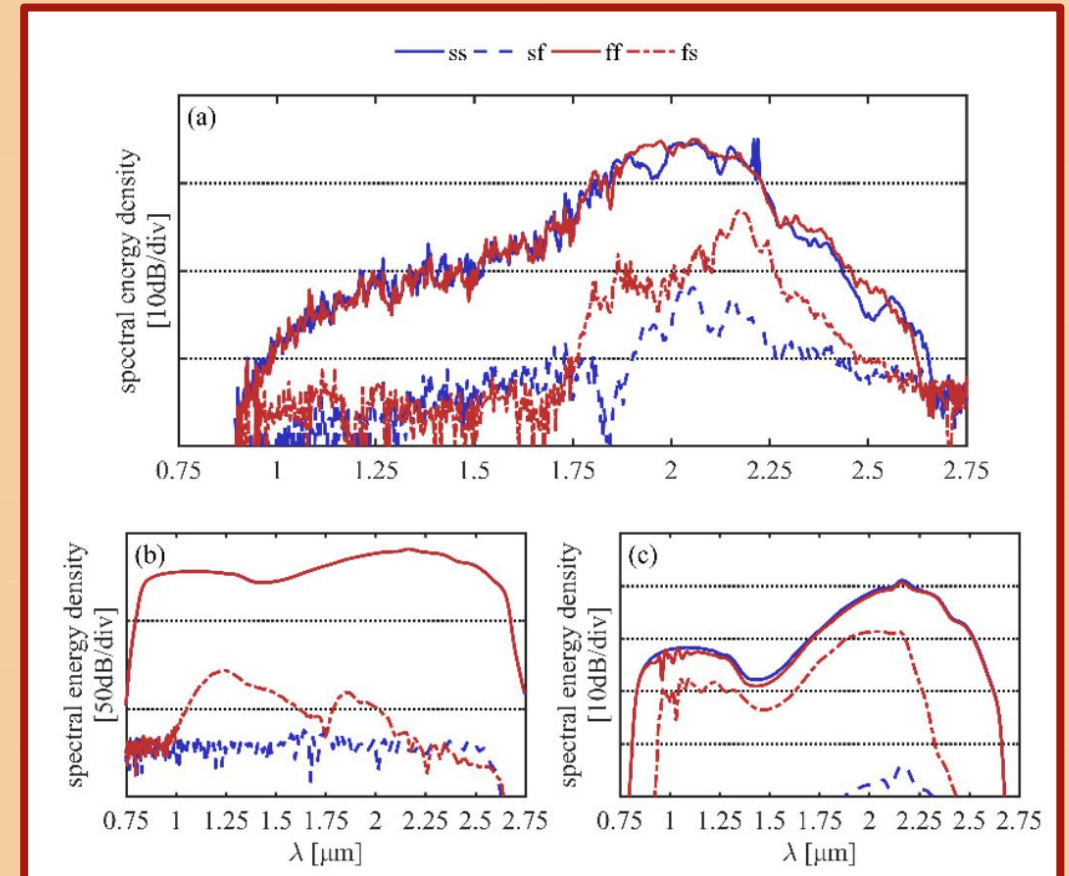 ss sf ff fs
(a)
spectral energy density
[10dB/div]
0.75 1 1.25 1.5 1.75 2 2.25 2.5 2.75
(b)
spectral energy density
[50dB/div]
0.75 1 1.25 1.5 1.75 2 2.25 2.5 2.75
λ [μm]
(c)
spectral energy density
[10dB/div]
0.75 1 1.25 1.5 1.75 2 2.25 2.5 2.75
λ [μm]